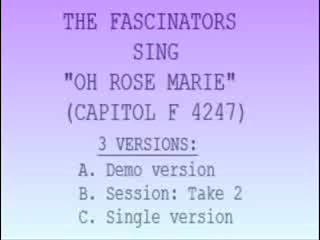 THE FASCINATORS
SING
"OH ROSE MARIE"
(CAPITOL F 4247)
3 VERSIONS:
A. Demo version
B. Session: Take 2
C. Single version